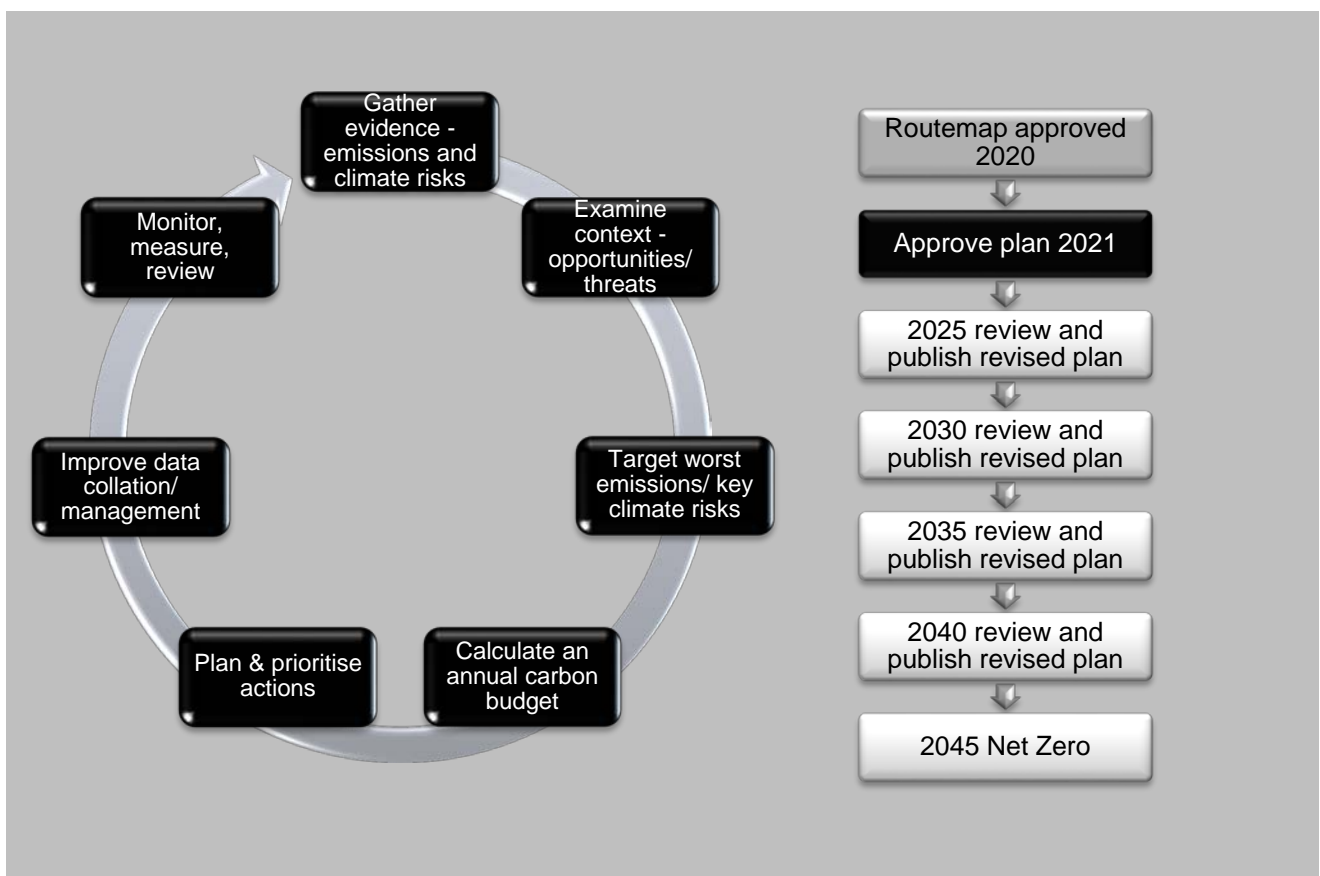 Gather
evidence -
emissions and
climate risks
Examine
context -
opportunities/
threats
Target worst
emissions/ key
climate risks
Calculate an
annual carbon
budget
Plan & prioritise
actions
Improve data
collation/
management
Monitor,
measure,
review
Routemap approved
2020
Approve plan 2021
2025 review and
publish revised plan
2030 review and
publish revised plan
2035 review and
publish revised plan
2040 review and
publish revised plan
2045 Net Zero